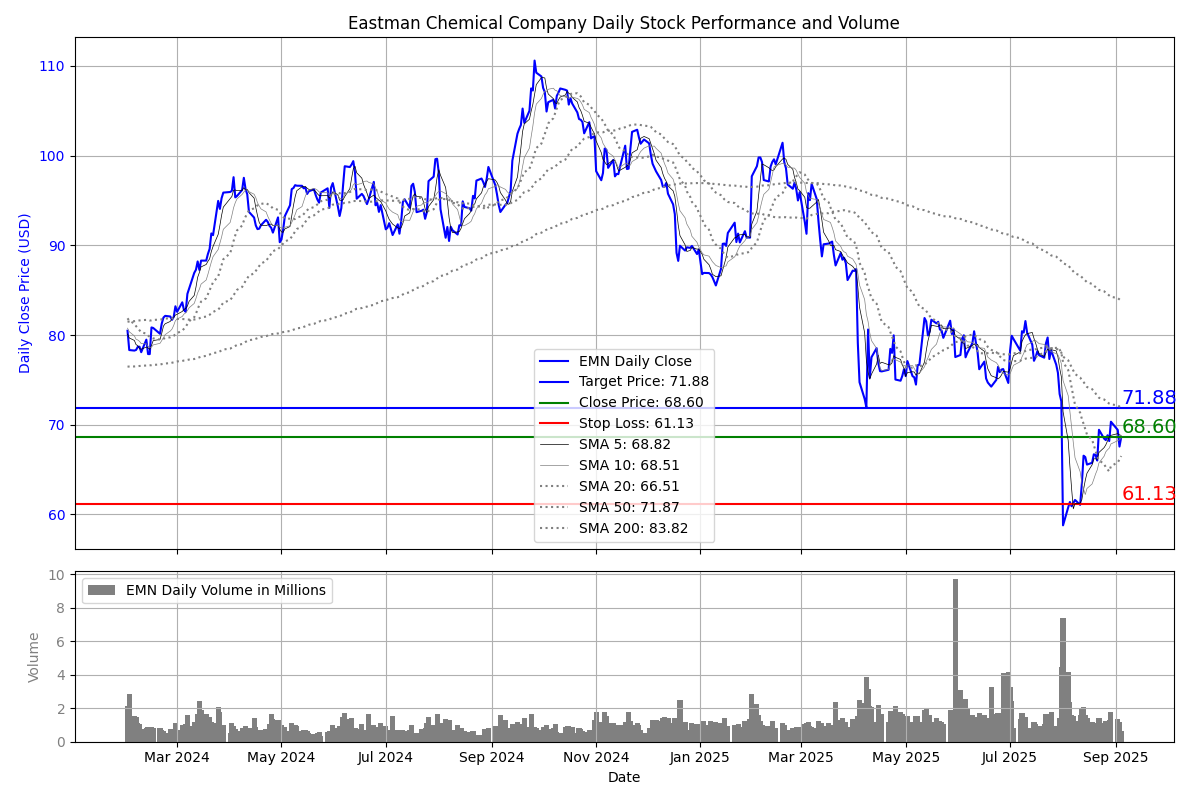 Eastman Chemical Company Daily Stock Performance and Volume
Daily Close Price (USD)
110
100
90
80
70
60
EMN Daily Close
Target Price: 71.88
Close Price: 68.60
Stop Loss: 61.13
SMA 5: 68.82
SMA 10: 68.51
SMA 20: 66.51
SMA 50: 71.87
SMA 200: 83.82
71.88
68.60
61.13
Volume
10
8
6
4
2
0
EMN Daily Volume in Millions
Mar 2024 May 2024 Jul 2024 Sep 2024 Nov 2024 Jan 2025 Mar 2025 May 2025 Jul 2025 Sep 2025
Date